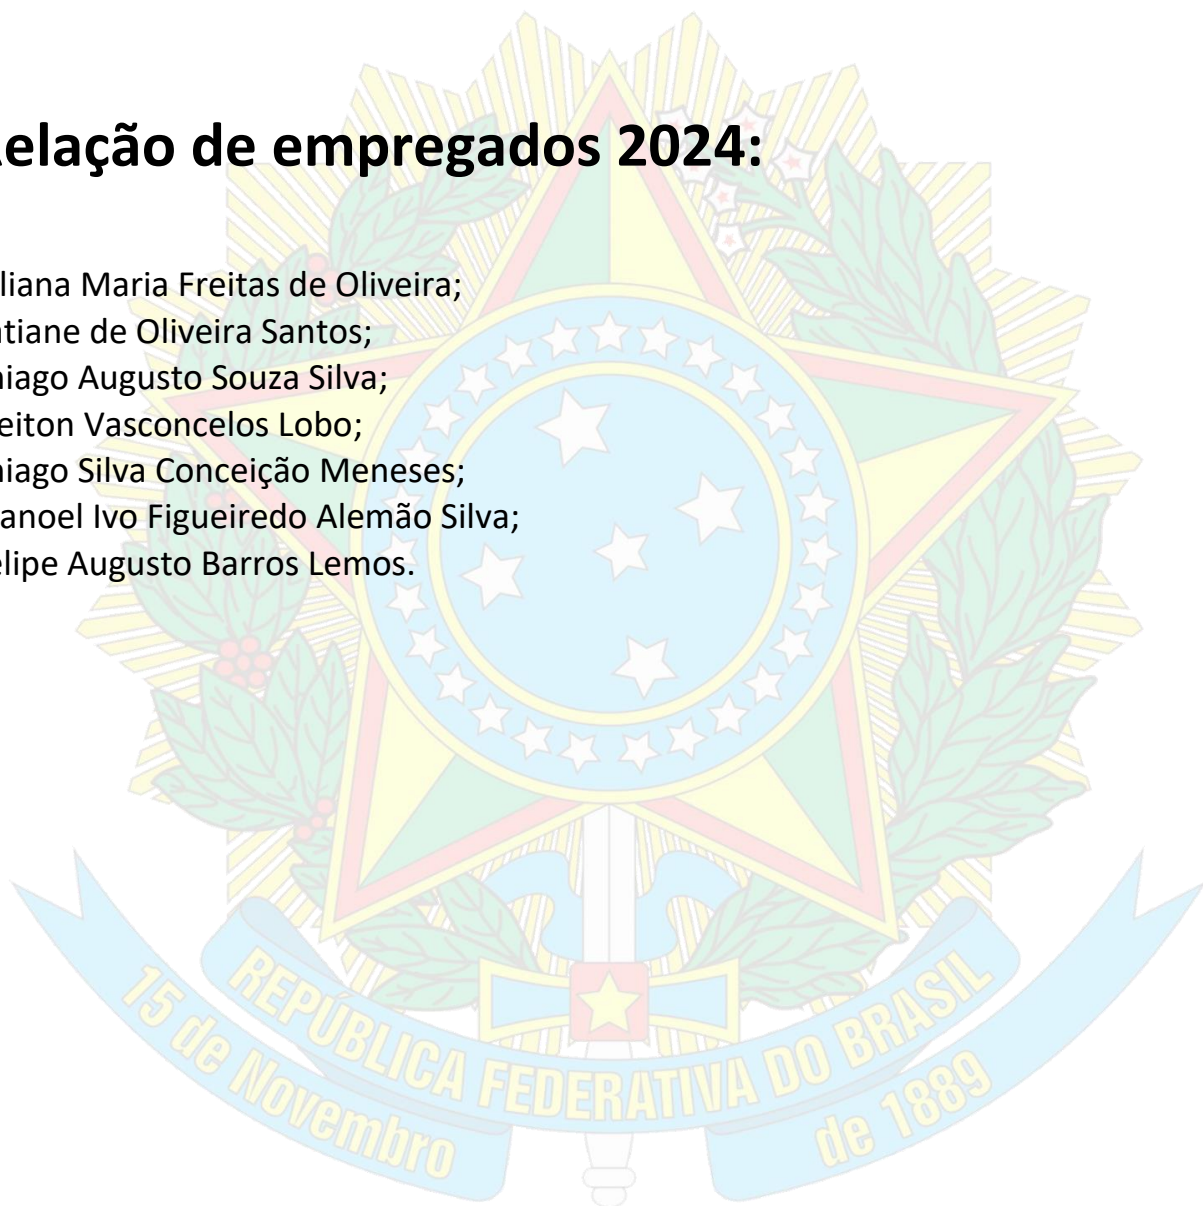 elação de empregados 2024:
liana Maria Freitas de Oliveira;
tiane de Oliveira Santos;
iago Augusto Souza Silva;
eiton Vasconcelos Lobo;
iago Silva Conceição Meneses;
anoel Ivo Figueiredo Alemão Silva;
elipe Augusto Barros Lemos.
REPÚBLICA FEDERATIVA DO BRASIL
15 de Novembro de 1889